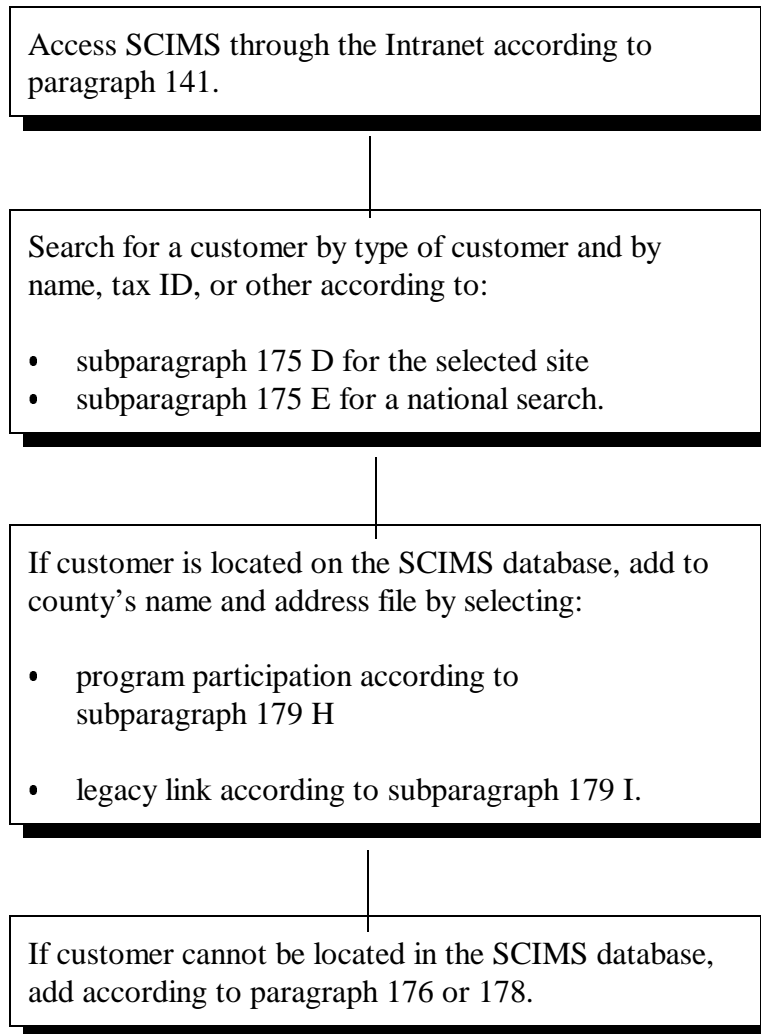 Access SCIMS through the Intranet according to
paragraph 141.
Search for a customer by type of customer and by
name, tax ID, or other according to:
• subparagraph 175 D for the selected site
• subparagraph 175 E for a national search.
If customer is located on the SCIMS database, add to
county’s name and address file by selecting:
• program participation according to
subparagraph 179 H
• legacy link according to subparagraph 179 I.
If customer cannot be located in the SCIMS database,
add according to paragraph 176 or 178.